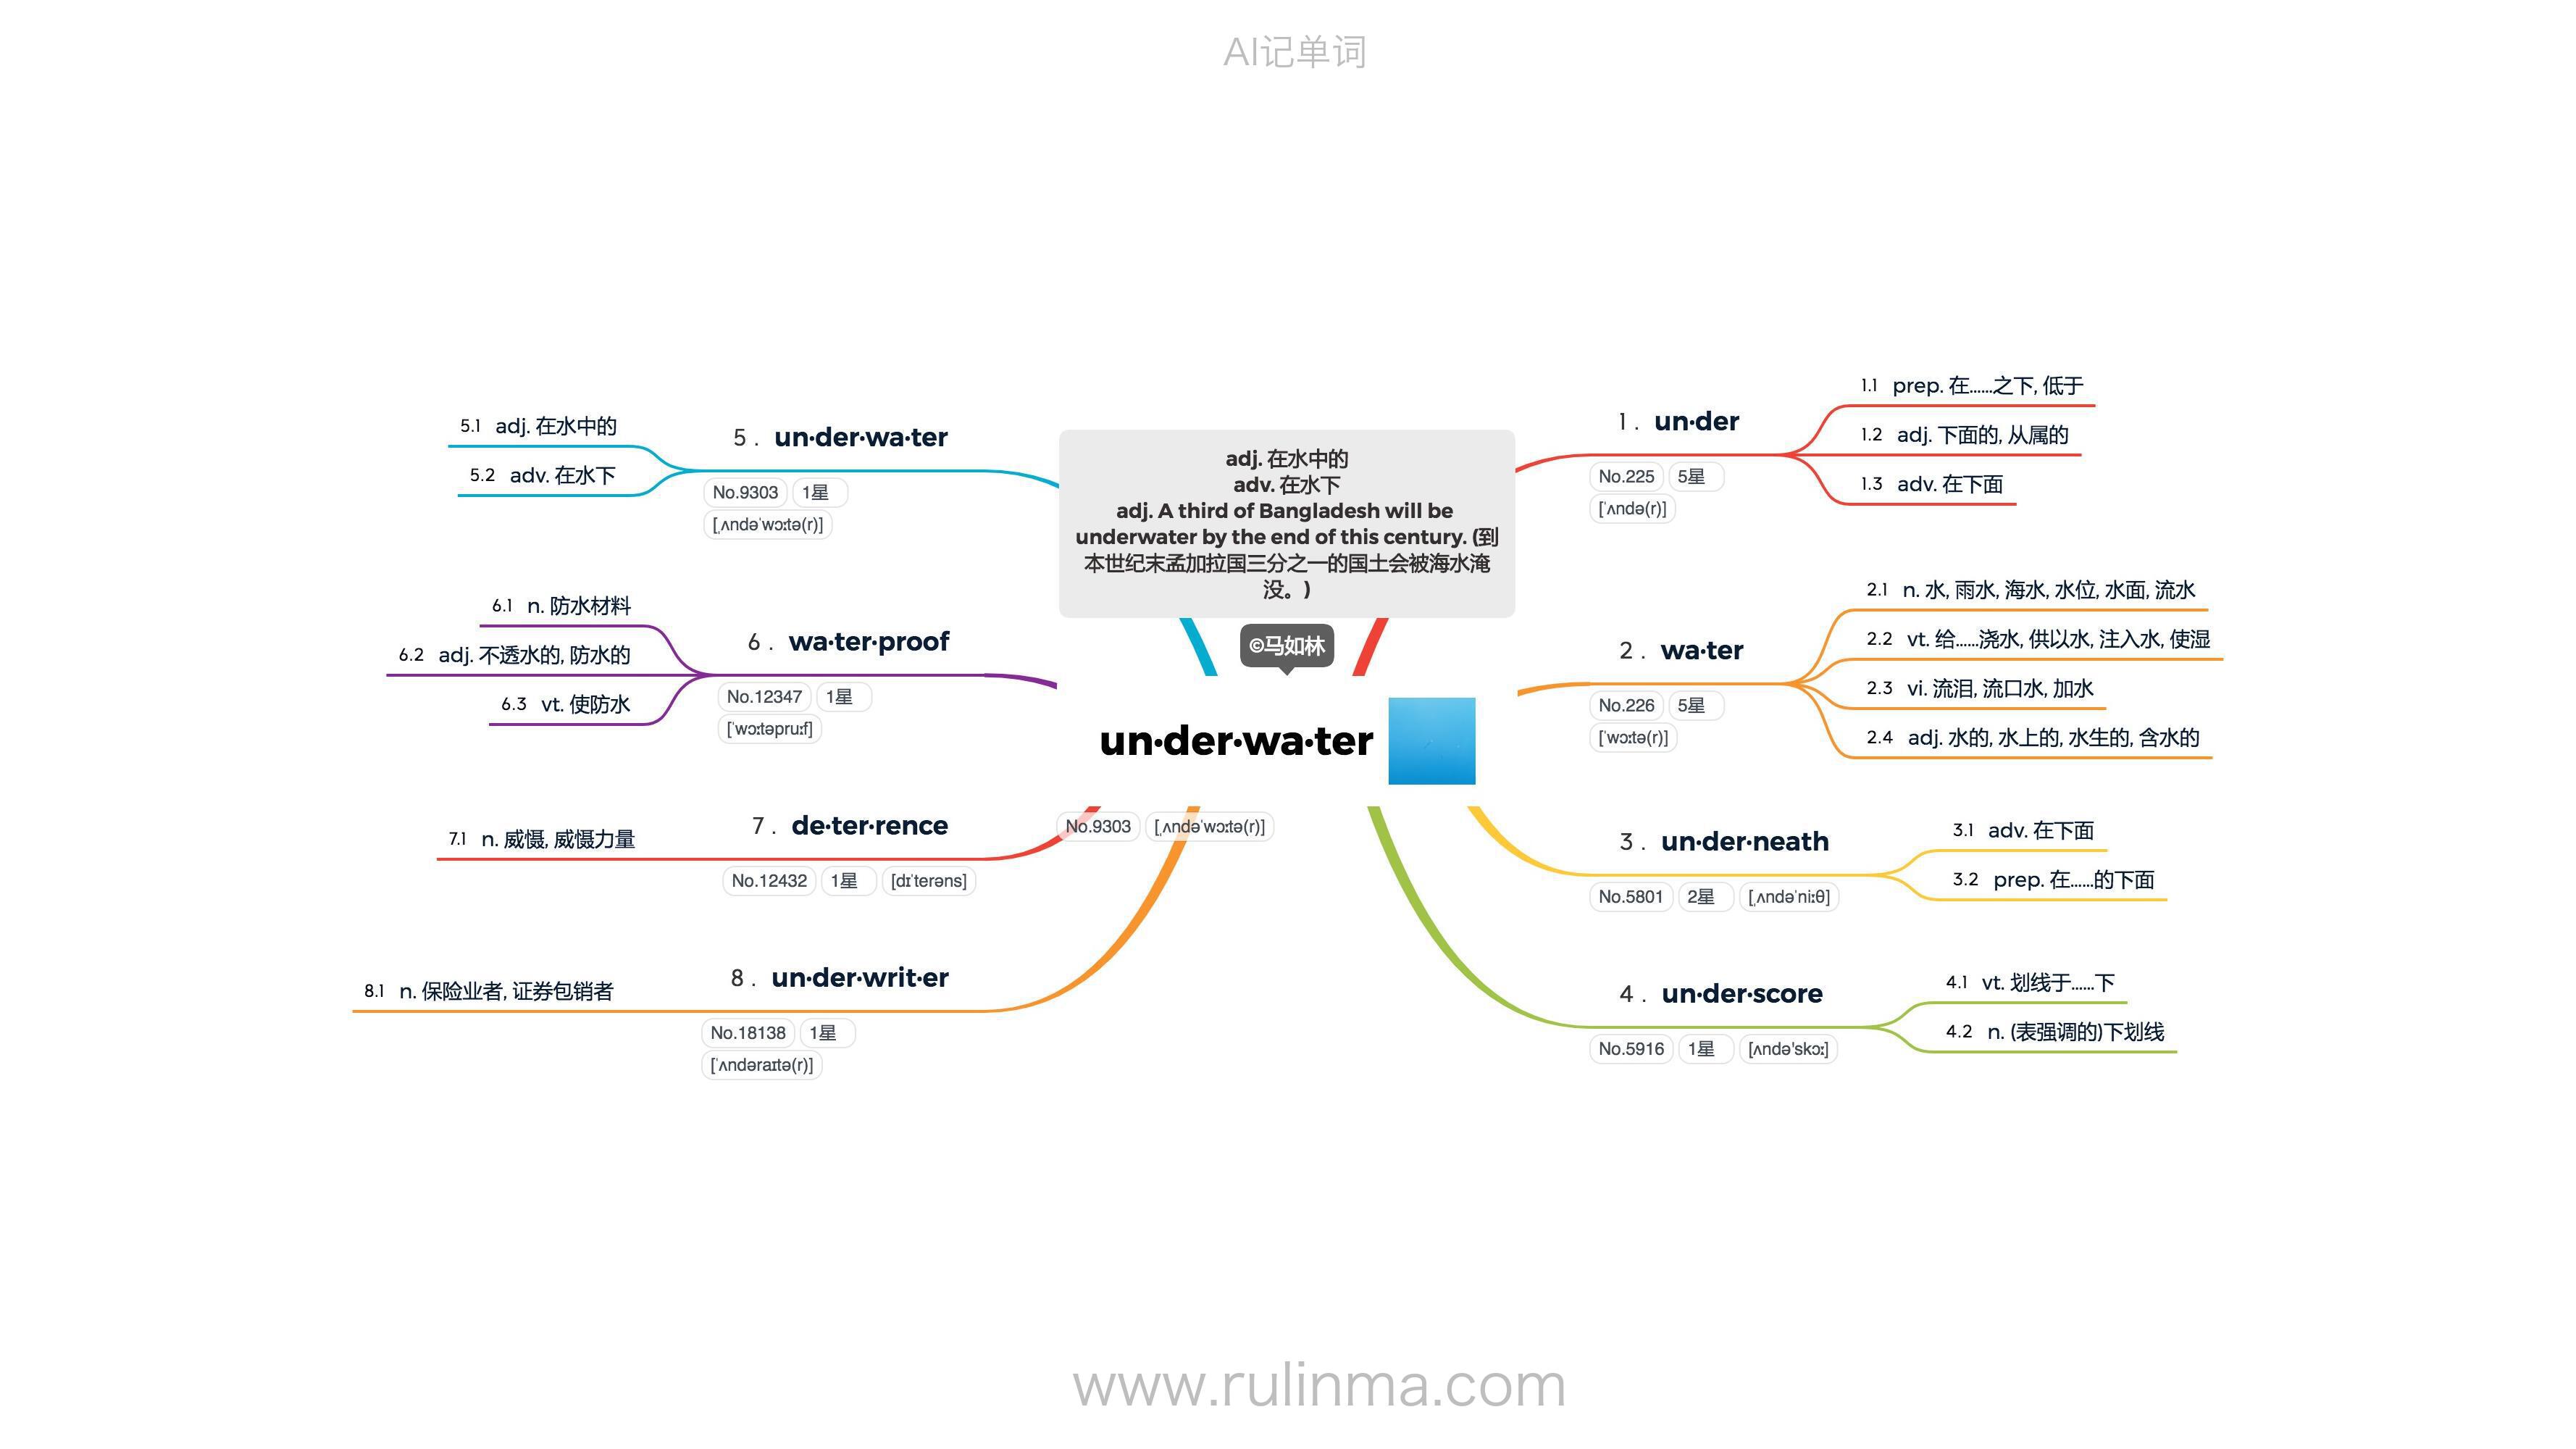 AI记单词
adj. 在水中的
adv. 在水下
adj. A third of Bangladesh will be
underwater by the end of this century. (到
本世纪末孟加拉国三分之一的国土会被海水淹
没。)
©马如林
un·der·wa·ter
No.9303 [ˌʌndəˈwɔːtə(r)]
1. un·der
No.225 5星
[ˈʌndə(r)]
1.1 prep. 在……之下, 低于
1.2 adj. 下面的, 从属的
1.3 adv. 在下面
2. wa·ter
No.226 5星
[ˈwɔːtə(r)]
2.1 n. 水, 雨水, 海水, 水位, 水面, 流水
2.2 vt. 给……浇水, 供以水, 注入水, 使湿
2.3 vi. 流泪, 流口水, 加水
2.4 adj. 水的, 水上的, 水生的, 含水的
3. un·der·neath
No.5801 2星 [ˌʌndəˈniːθ]
3.1 adv. 在下面
3.2 prep. 在……的下面
4. un·der·score
No.5916 1星 [ʌndə'skɔː]
4.1 vt. 划线于……下
4.2 n. (表强调的)下划线
5. un·der·wa·ter
No.9303 1星
[ˌʌndəˈwɔːtə(r)]
5.1 adj. 在水中的
5.2 adv. 在水下
6. wa·ter·proof
No.12347 1星
[ˈwɔːtəpruːf]
6.1 n. 防水材料
6.2 adj. 不透水的, 防水的
6.3 vt. 使防水
7. de·ter·rence
No.12432 1星 [dɪˈterəns]
7.1 n. 威慑, 威慑力量
8. un·der·writ·er
No.18138 1星
[ˈʌndəraɪtə(r)]
8.1 n. 保险业者, 证券包销者
www.rulinma.com